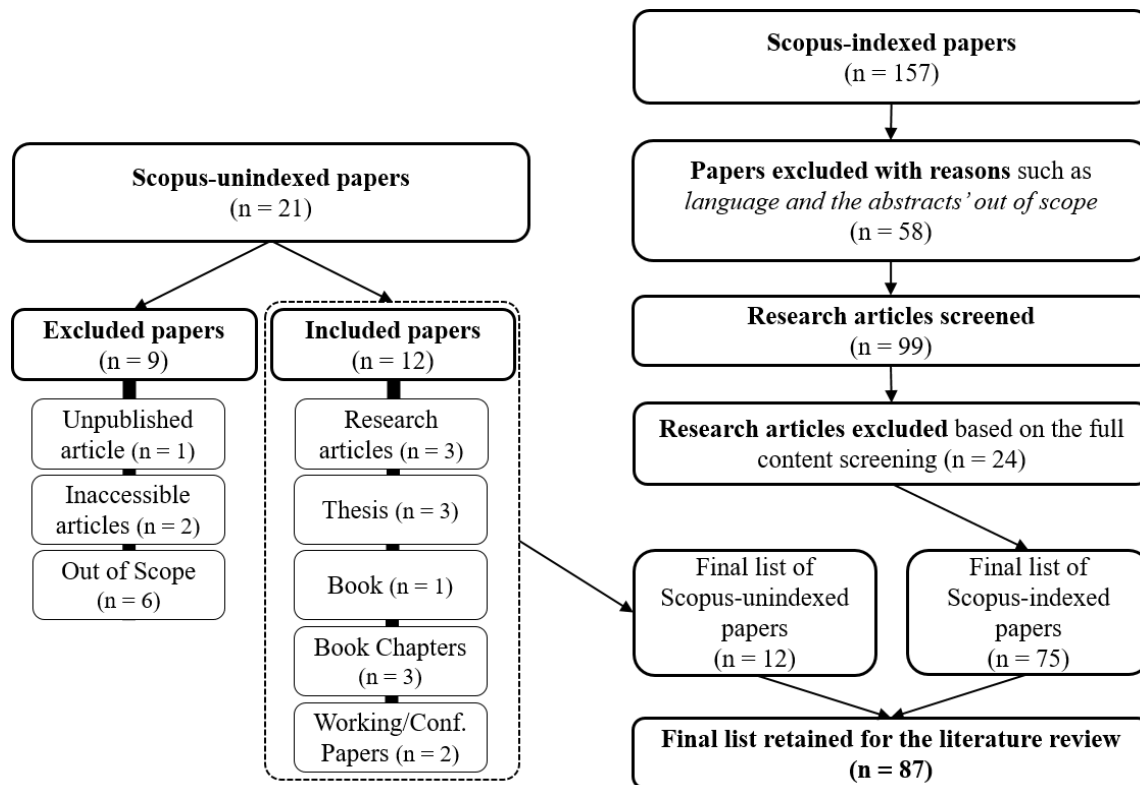 Scopus-unindexed papers
(n = 21)
Excluded papers
(n = 9)
Unpublished
article (n = 1)
Inaccessible
articles (n = 2)
Out of Scope
(n = 6)
Included papers
(n = 12)
Research
articles (n = 3)
Thesis (n = 3)
Book (n = 1)
Book Chapters
(n = 3)
Working/Conf.
Papers (n = 2)
Scopus-indexed papers
(n = 157)
Papers excluded with reasons such as
language and the abstracts’ out of scope
(n = 58)
Research articles screened
(n = 99)
Research articles excluded based on the full
content screening (n = 24)
Final list of
Scopus-unindexed
papers
(n = 12)
Final list of
Scopus-indexed
papers
(n = 75)
Final list retained for the literature review
(n = 87)